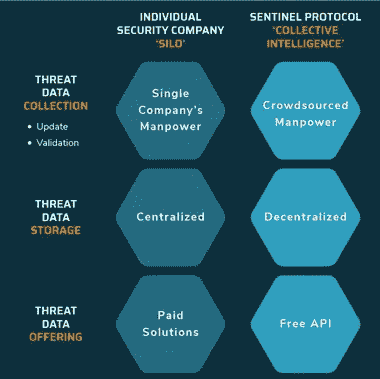 INDIVIDUAL
SECURITY COMPANY
'SILO'
SENTINEL PROTOCOL
'COLLECTIVE
INTELLIGENCE'
THREAT
DATA
COLLECTION
• Update
• Validation
Single
Company's
Manpower
Crowdsourced
Manpower
THREAT
DATA
STORAGE
Centralized
Decentralized
THREAT
DATA
OFFERING
Paid
Solutions
Free API